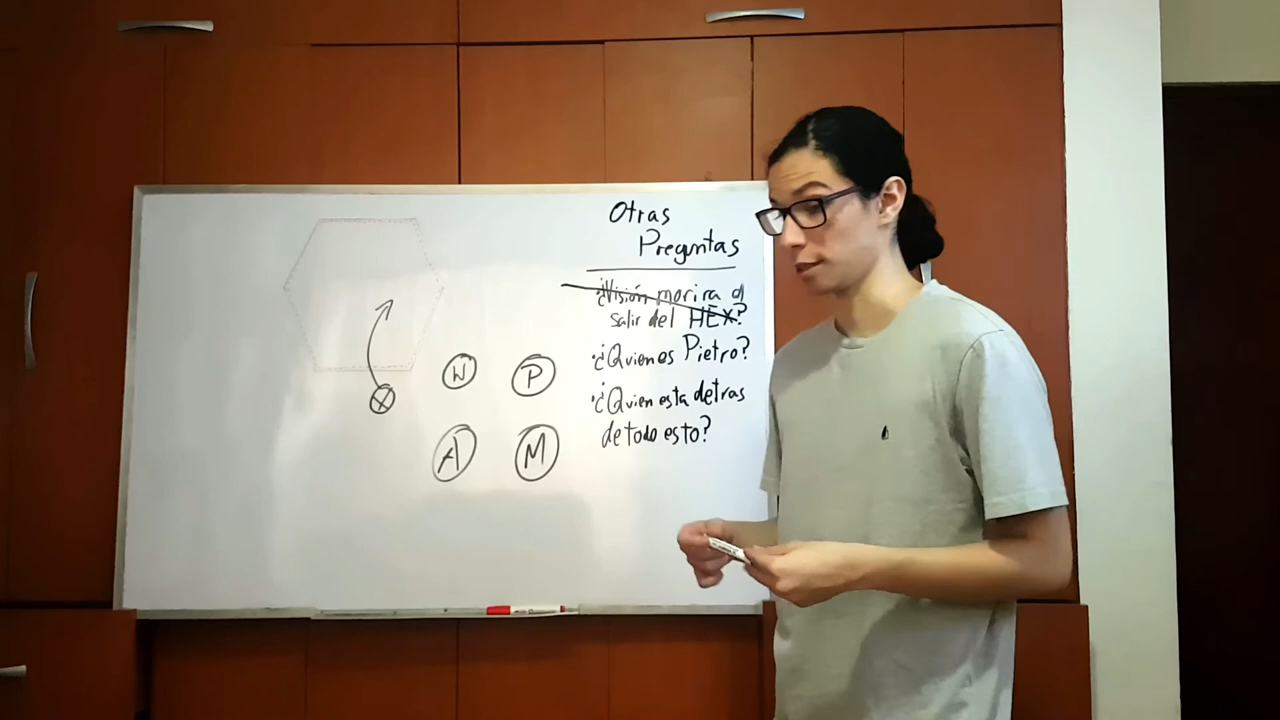 Otras
Preguntas
¿Visión morira al
salir del HEX?
¿Quien es Pietro?
¿Quien esta detras
de todo esto?
W P
A M